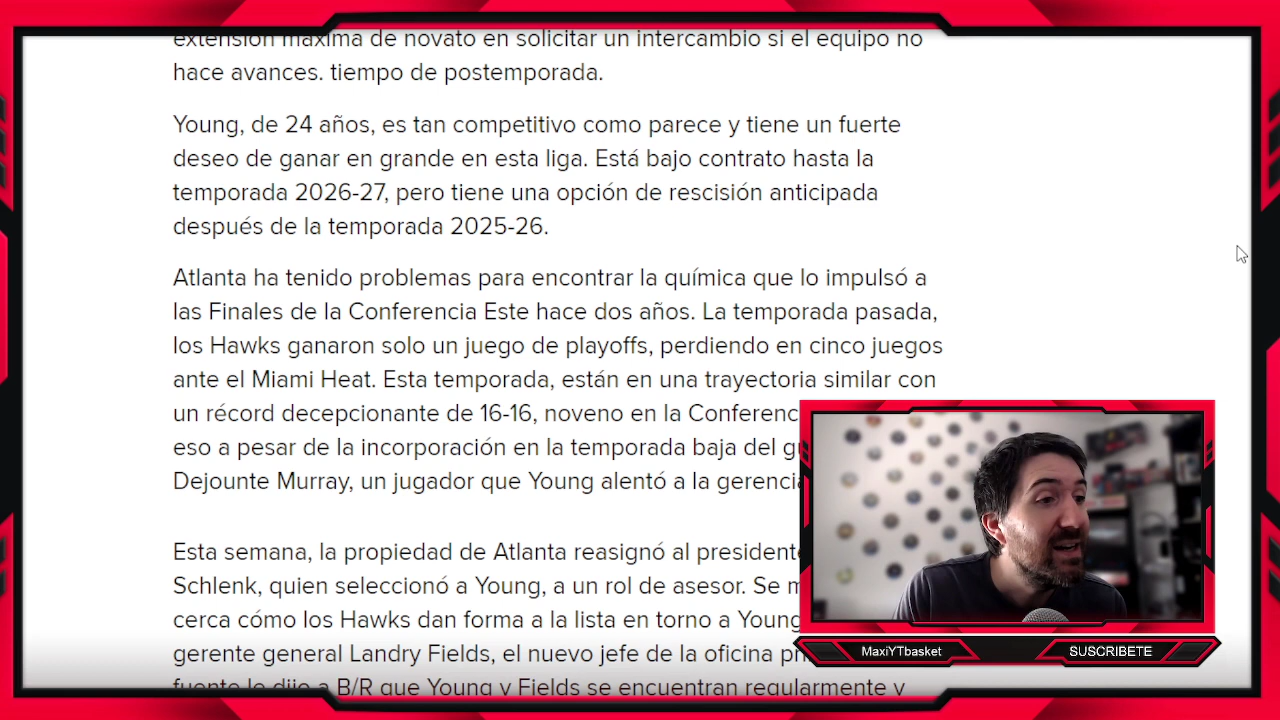 extensión máxima de novato en solicitar un intercambio si el equipo no
hace avances. tiempo de postemporada.
Young, de 24 años, es tan competitivo como parece y tiene un fuerte
deseo de ganar en grande en esta liga. Está bajo contrato hasta la
temporada 2026-27, pero tiene una opción de rescisión anticipada
después de la temporada 2025-26.
Atlanta ha tenido problemas para encontrar la química que lo impulsó a
las Finales de la Conferencia Este hace dos años. La temporada pasada,
los Hawks ganaron solo un juego de playoffs, perdiendo en cinco juegos
ante el Miami Heat. Esta temporada, están en una trayectoria similar con
un récord decepcionante de 16-16, noveno en la
eso a pesar de la incorporación en la temporada baja del
Dejounte Murray, un jugador que Young alentó a la
Esta semana, la propiedad de Atlanta reasignó al
Schlenk, quien seleccionó a Young, a un rol de asesor. Se
cerca cómo los Hawks dan forma a la lista en torno a Young
gerente general Landry Fields, el nuevo jefe de la oficina
fuente le dijo a B/R que Young y Fields se encuentran regularmente y
MaxiYTbasket
SUSCRIBETE